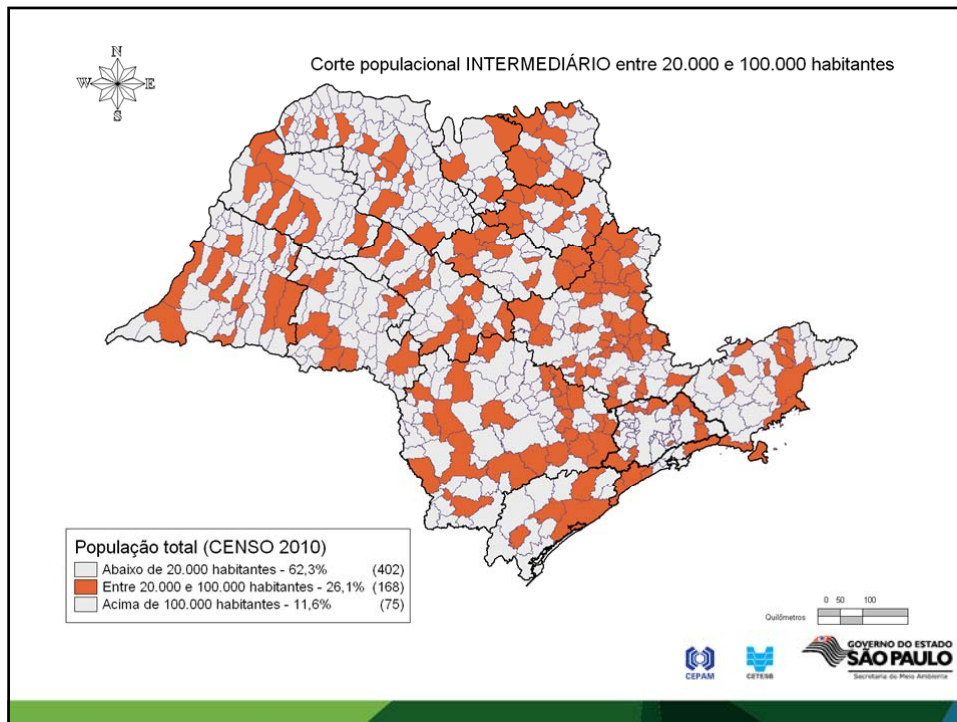 Corte populacional INTERMEDIÁRIO entre 20.000 e 100.000 habitantes
N
W E
S
População total (CENSO 2010)
Abaixo de 20.000 habitantes - 62,3% (402)
Entre 20.000 e 100.000 habitantes - 26,1% (168)
Acima de 100.000 habitantes - 11,6% (75)
0 50 100
Quilômetros
CEPAM
CETESB
GOVERNO DO ESTADO
SÃO PAULO
Secretaria do Meio Ambiente